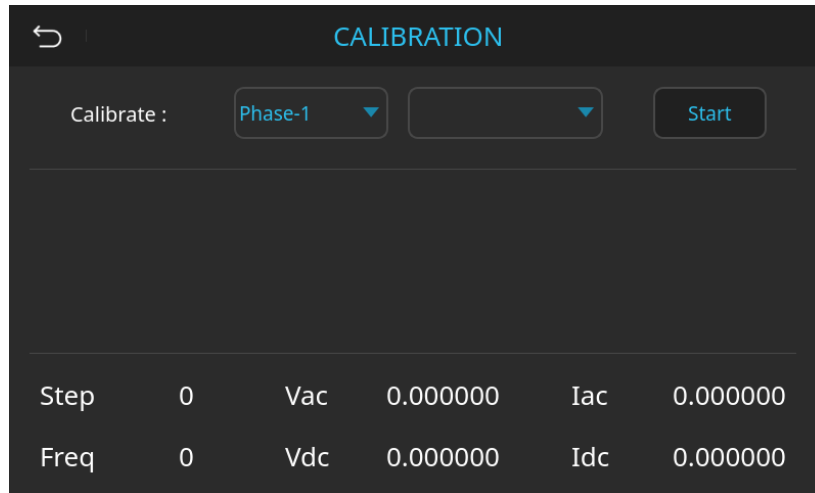 CALIBRATION
Calibrate : Phase-1 Start
Step 0 Vac 0.000000 Iac 0.000000
Freq 0 Vdc 0.000000 Idc 0.000000